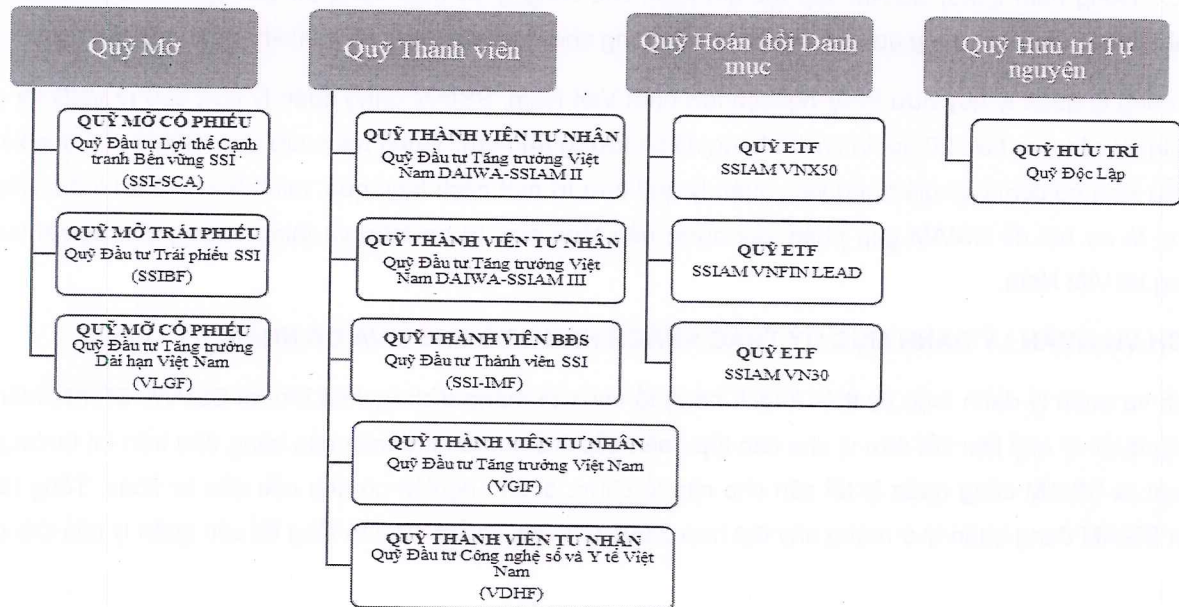 Quỹ Mở
QUỸ MỞ CỔ PHIẾU
Quỹ Đầu tư Lợi thế Cạnh
tranh Bền vững SSI
(SSI-SCA)
QUỸ MỞ TRÁI PHIẾU
Quỹ Đầu tư Trái phiếu SSI
(SSIBF)
QUỸ MỞ CỔ PHIẾU
Quỹ Đầu tư Tăng trưởng
Dài hạn Việt Nam
(VLGF)
Quỹ Thành viên
QUỸ THÀNH VIÊN TƯ NHÂN
Quỹ Đầu tư Tăng trưởng Việt
Nam DAIWA-SSIAM II
QUỸ THÀNH VIÊN TƯ NHÂN
Quỹ Đầu tư Tăng trưởng Việt
Nam DAIWA-SSIAM III
QUỸ THÀNH VIÊN BĐS
Quỹ Đầu tư Thành viên SSI
(SSI-IMF)
QUỸ THÀNH VIÊN TƯ NHÂN
Quỹ Đầu tư Tăng trưởng Việt Nam
(VGIF)
QUỸ THÀNH VIÊN TƯ NHÂN
Quỹ Đầu tư Công nghệ số và Y tế Việt
Nam
(VDHF)
Quỹ Hoán đổi Danh
mục
QUỸ ETF
SSIAM VNX50
QUỸ ETF
SSIAM VNFIN LEAD
QUỸ ETF
SSIAM VN30
Quỹ Hưu trí Tự
nguyện
QUỸ HƯU TRÍ
Quỹ Độc Lập